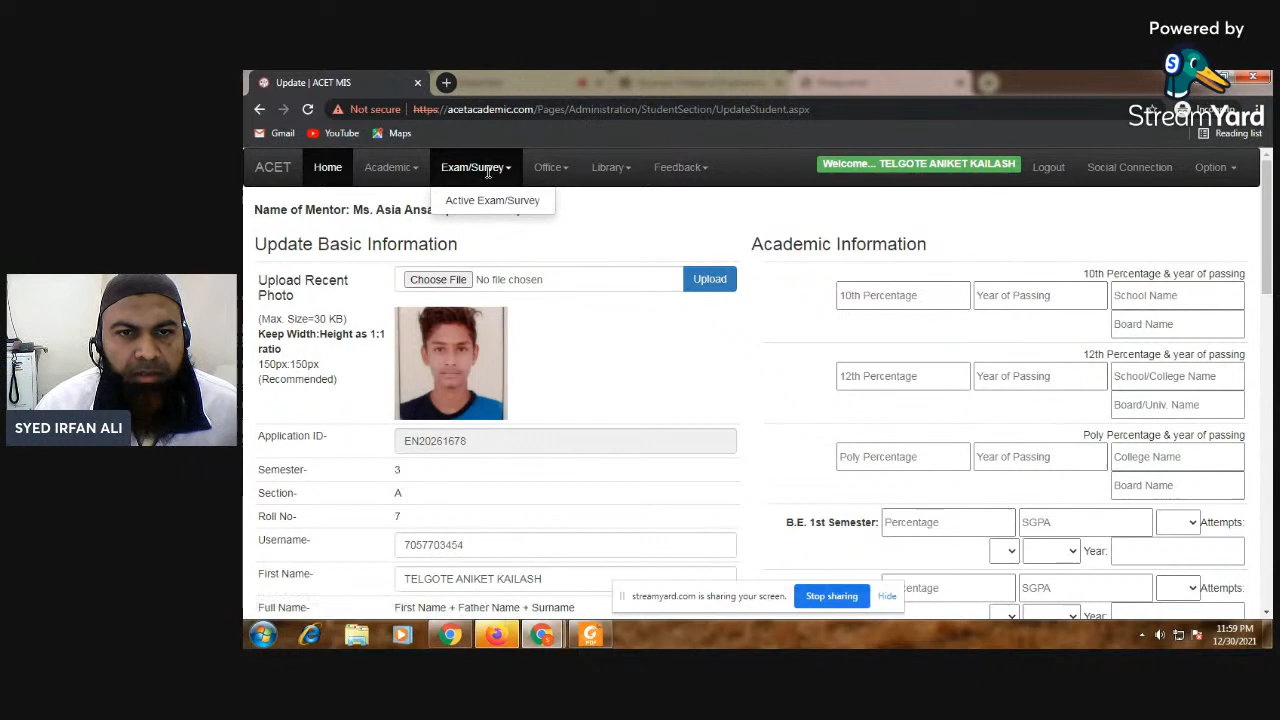 Powered by
StreamYard
Update | ACET MIS
Not secure
https://acetacademic.com/Pages/Administration/StudentSection/UpdateStudent.aspx
Gmail
YouTube
Maps
Reading list
ACET
Home
Academic
Exam/Survey
Office
Library
Feedback
Welcome... TELGOTE ANIKET KAILASH
Logout
Social Connection
Option
Active Exam/Survey
Name of Mentor: Ms. Asia
Update Basic Information
Upload Recent
Photo
Choose File
No file chosen
Upload
(Max. Size=30 KB)
Keep Width:Height as 1:1
ratio
150px:150px
(Recommended)
Application ID-
EN20261678
Semester-
3
Section-
A
Roll No-
7
Username-
7057703454
First Name-
TELGOTE ANIKET KAILASH
Full Name-
First Name + Father Name + Surname
Academic Information
10th Percentage & year of passing
10th Percentage
Year of Passing
School Name
Board Name
12th Percentage & year of passing
12th Percentage
Year of Passing
School/College Name
Board/Univ. Name
Poly Percentage & year of passing
Poly Percentage
Year of Passing
College Name
Board Name
B.E. 1st Semester:
Percentage
SGPA
Attempts:
Year:
SGPA
Attempts:
streamyard.com is sharing your screen.
Stop sharing
Hide
SYED IRFAN ALI
11:59 PM
12/30/2021